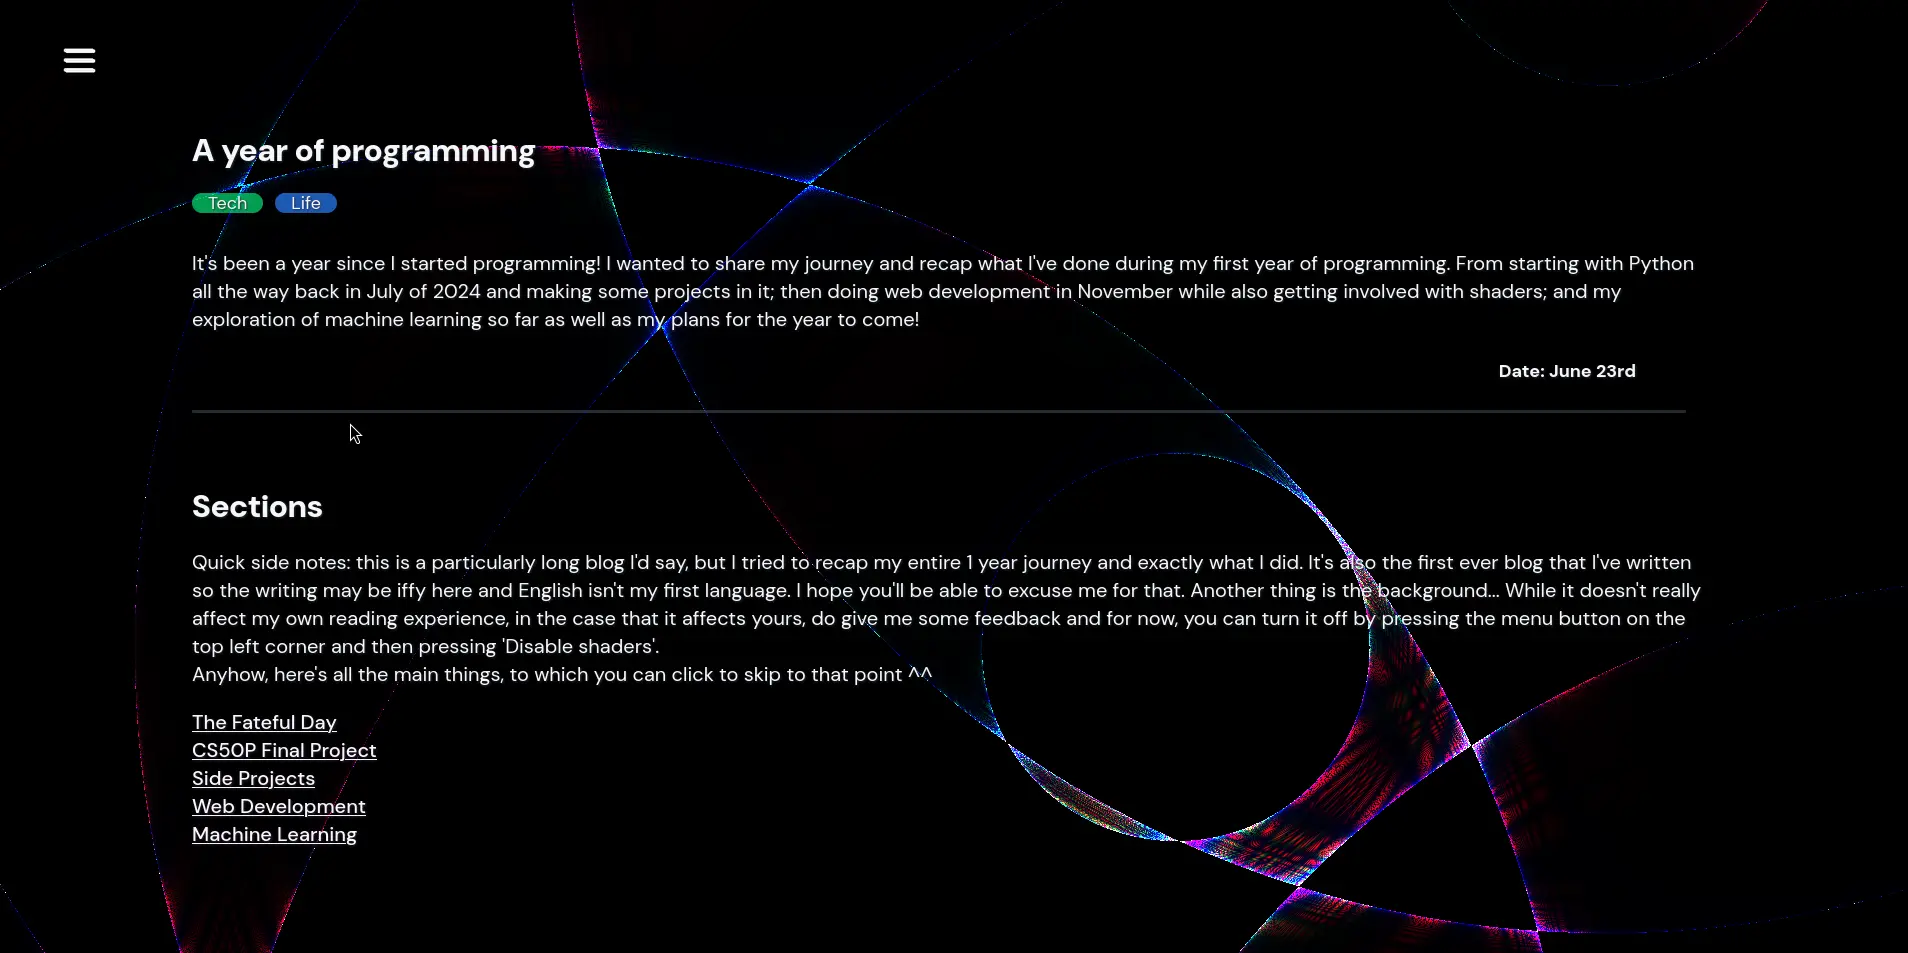 A year of programming
Tech Life
It's been a year since I started programming! I wanted to share my journey and recap what I've done during my first year of programming. From starting with Python
all the way back in July of 2024 and making some projects in it; then doing web development in November while also getting involved with shaders; and my
exploration of machine learning so far as well as my plans for the year to come!
Date: June 23rd
Sections
Quick side notes: this is a particularly long blog I'd say, but I tried to recap my entire 1 year journey and exactly what I did. It's also the first ever blog that I've written
so the writing may be iffy here and English isn't my first language. I hope you'll be able to excuse me for that. Another thing is the background... While it doesn't really
affect my own reading experience, in the case that it affects yours, do give me some feedback and for now, you can turn it off by pressing the menu button on the
top left corner and then pressing 'Disable shaders'.
Anyhow, here's all the main things, to which you can click to skip to that point ^^
The Fateful Day
CS50P Final Project
Side Projects
Web Development
Machine Learning